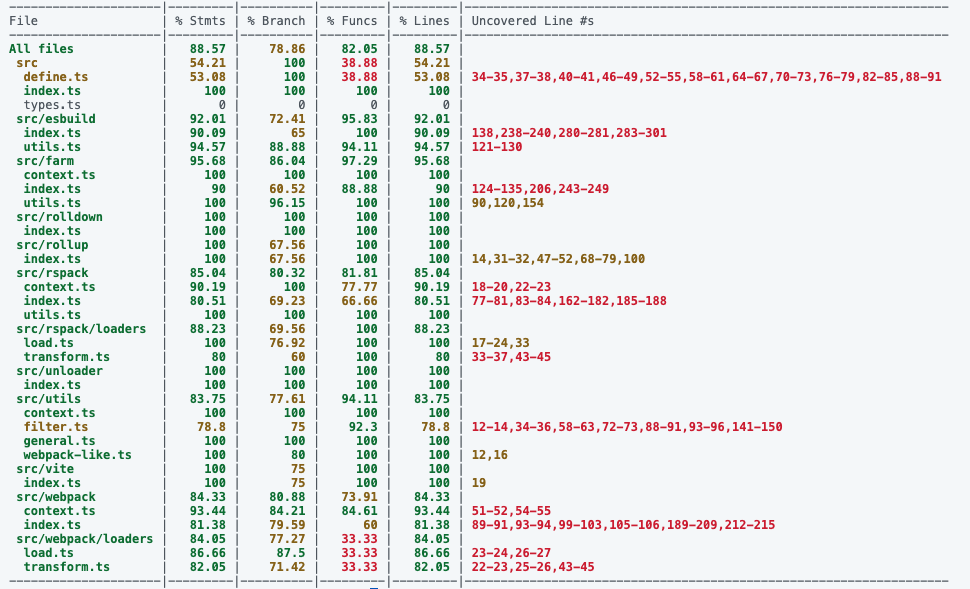 File | % Stmts | % Branch | % Funcs | % Lines | Uncovered Line #s
All files | 88.57 | 78.86 | 82.05 | 88.57 |
src | 54.21 | 100 | 38.88 | 54.21 |
define.ts | 53.08 | 100 | 38.88 | 53.08 | 34-35,37-38,40-41,46-49,52-55,58-61,64-67,70-73,76-79,82-85,88-91
index.ts | 100 | 100 | 100 | 100 |
types.ts | 0 | 0 | 0 | 0 |
src/esbuild | 92.01 | 72.41 | 95.83 | 92.01 |
index.ts | 90.09 | 65 | 100 | 90.09 | 138,238-240,280-281,283-301
utils.ts | 94.57 | 88.88 | 94.11 | 94.57 | 121-130
src/farm | 95.68 | 86.04 | 97.29 | 95.68 |
context.ts | 100 | 100 | 100 | 100 |
index.ts | 90 | 60.52 | 88.88 | 90 | 124-135,206,243-249
utils.ts | 100 | 96.15 | 100 | 100 | 90,120,154
src/rolldown | 100 | 100 | 100 | 100 |
index.ts | 100 | 100 | 100 | 100 |
src/rollup | 100 | 67.56 | 100 | 100 |
index.ts | 100 | 67.56 | 100 | 100 | 14,31-32,47-52,68-79,100
src/rspack | 85.04 | 80.32 | 81.81 | 85.04 |
context.ts | 90.19 | 100 | 77.77 | 90.19 | 18-20,22-23
index.ts | 80.51 | 69.23 | 66.66 | 80.51 | 77-81,83-84,162-182,185-188
utils.ts | 100 | 100 | 100 | 100 |
src/rspack/loaders | 88.23 | 69.56 | 100 | 88.23 |
load.ts | 100 | 76.92 | 100 | 100 | 17-24,33
transform.ts | 80 | 60 | 100 | 80 | 33-37,43-45
src/unloader | 100 | 100 | 100 | 100 |
index.ts | 100 | 100 | 100 | 100 |
src/utils | 83.75 | 77.61 | 94.11 | 83.75 |
context.ts | 100 | 100 | 100 | 100 |
filter.ts | 78.8 | 75 | 92.3 | 78.8 | 12-14,34-36,58-63,72-73,88-91,93-96,141-150
general.ts | 100 | 100 | 100 | 100 |
webpack-like.ts | 100 | 80 | 100 | 100 | 12,16
src/vite | 100 | 75 | 100 | 100 |
index.ts | 100 | 75 | 100 | 100 | 19
src/webpack | 84.33 | 80.88 | 73.91 | 84.33 |
context.ts | 93.44 | 84.21 | 84.61 | 93.44 | 51-52,54-55
index.ts | 81.38 | 79.59 | 60 | 81.38 | 89-91,93-94,99-103,105-106,189-209,212-215
src/webpack/loaders | 84.05 | 77.27 | 33.33 | 84.05 |
load.ts | 86.66 | 87.5 | 33.33 | 86.66 | 23-24,26-27
transform.ts | 82.05 | 71.42 | 33.33 | 82.05 | 22-23,25-26,43-45